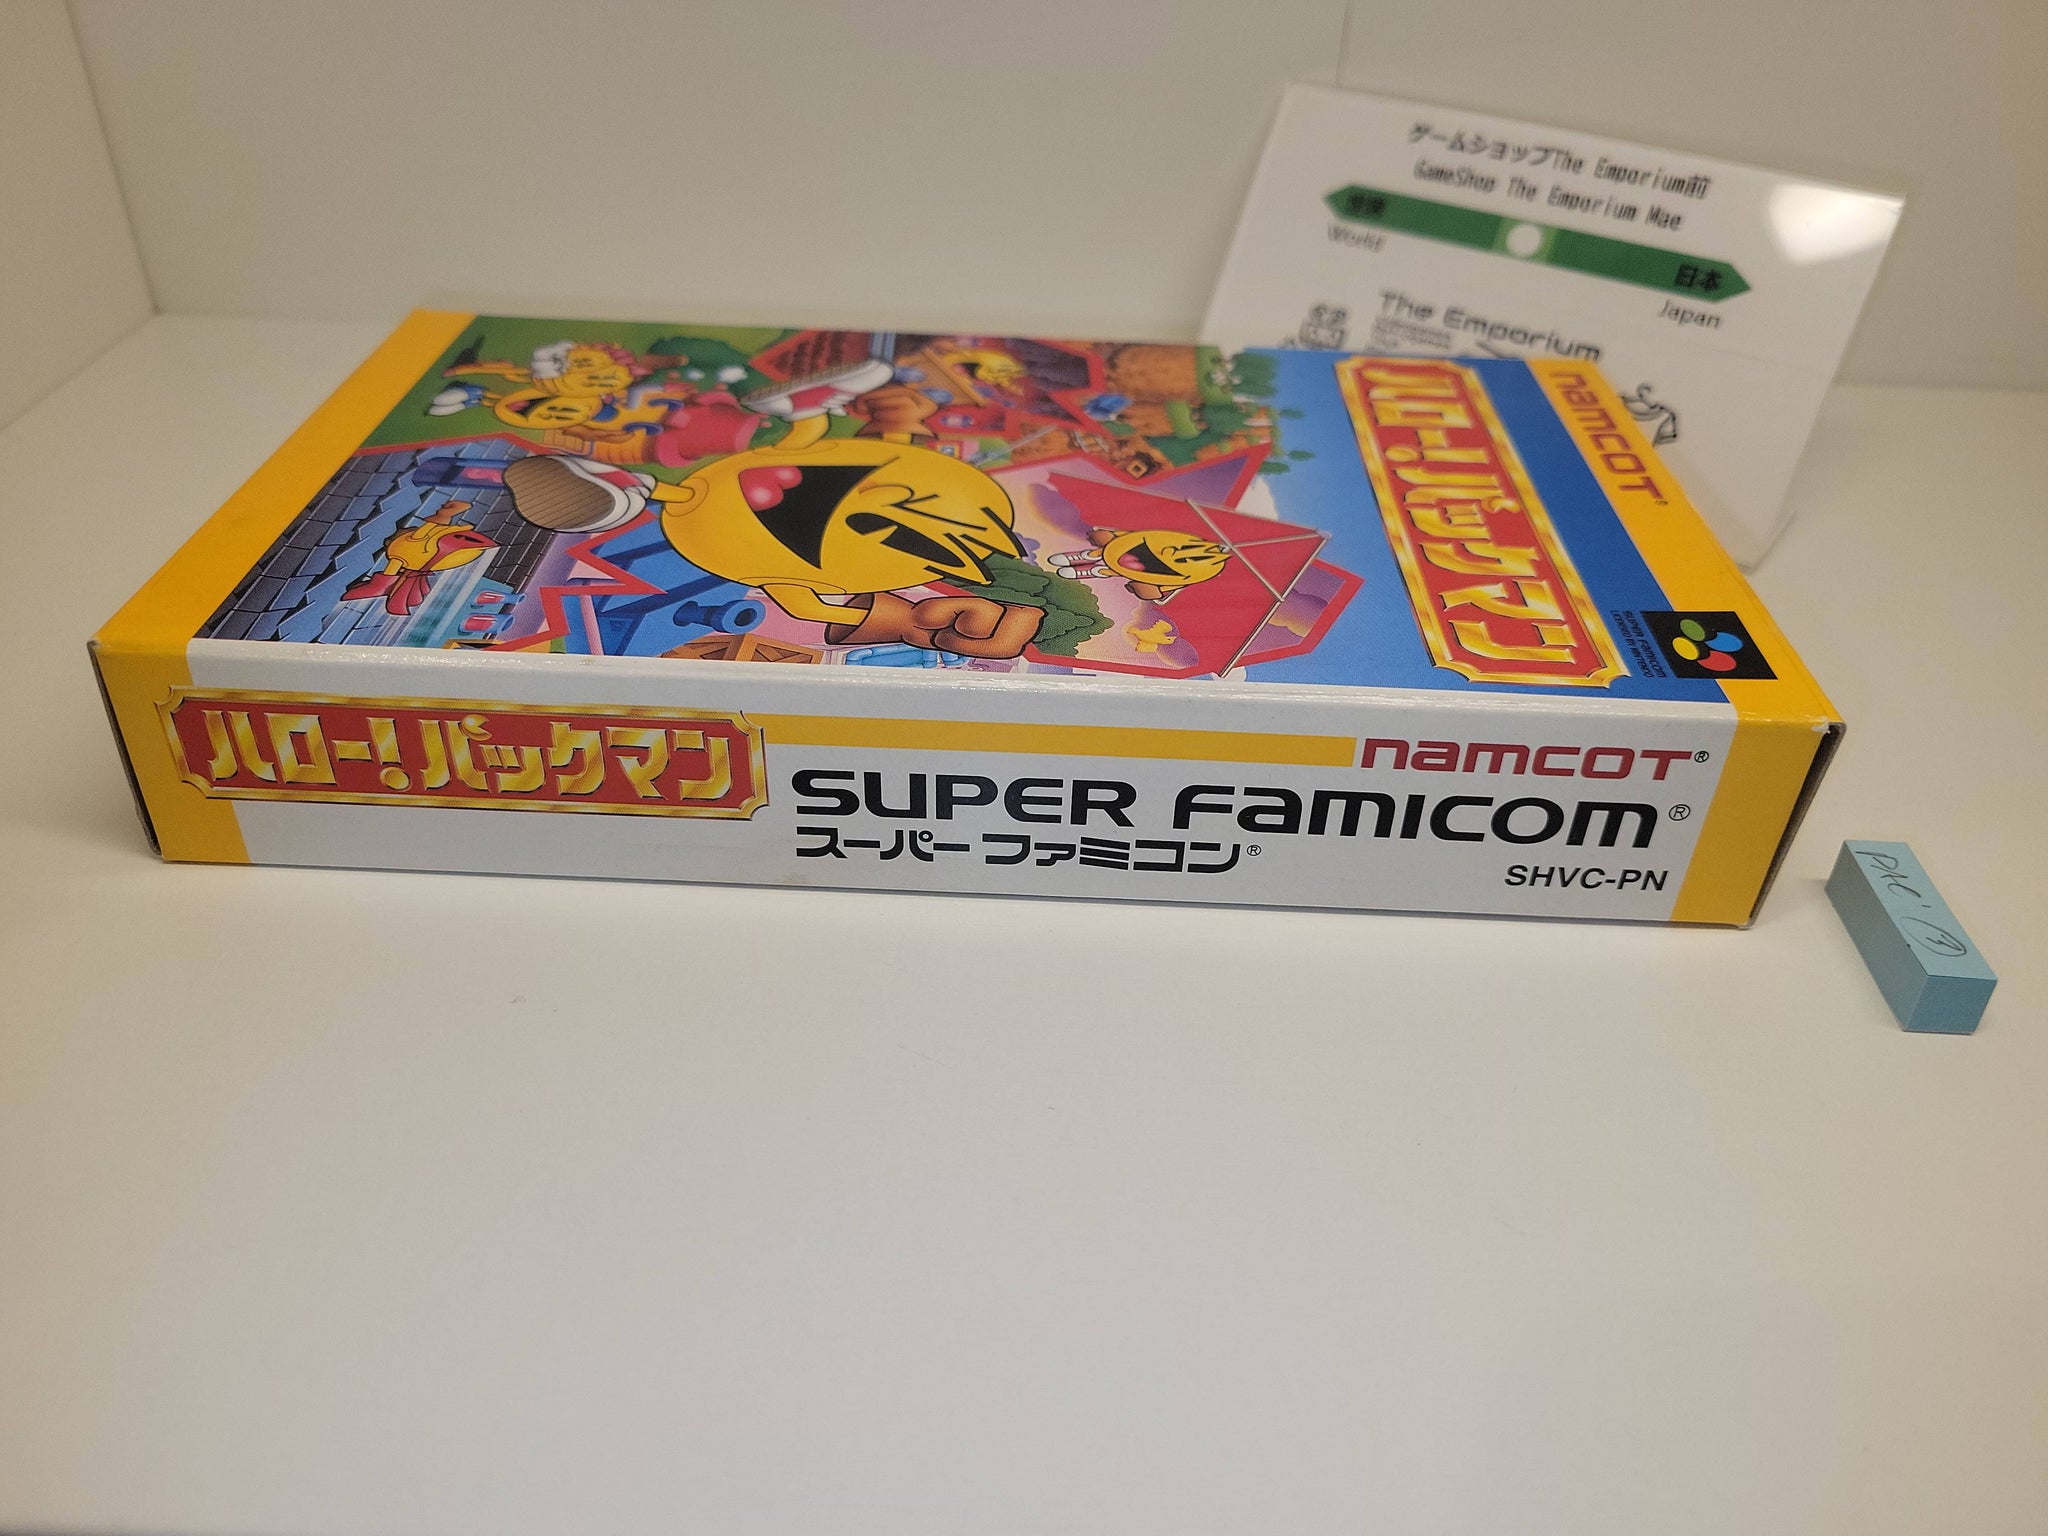 ゲームショップThe Emporium前
GameShop The Emporium Mae
World
日本
Japan
The Emporium
namcot
ハロー!パックマン
SUPER FAMICOM
ハロー!パックマン
namcot®
SUPER FAMICOM®
スーパーファミコン®
SHVC-PN
PAC'